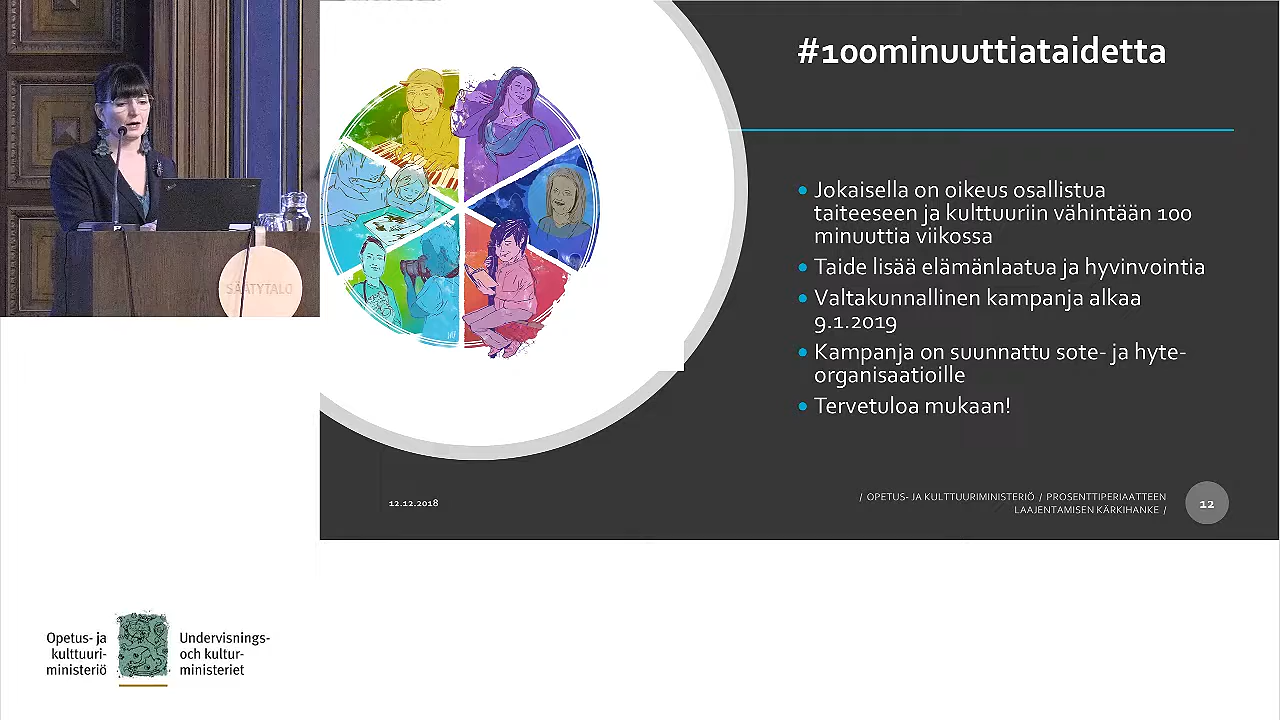 SÄÄTYTALO
#100minuuttiataidetta
• Jokaisella on oikeus osallistua
taiteeseen ja kulttuuriin vähintään 100
minuuttia viikossa
• Taide lisää elämänlaatua ja hyvinvointia
• Valtakunnallinen kampanja alkaa
9.1.2019
• Kampanja on suunnattu sote- ja hyte-
organisaatioille
• Tervetuloa mukaan!
12.12.2018
/ OPETUS- JA KULTTUURIMINISTERIÖ / PROSENTTIPERIAATTEEN
LAAJENTAMISEN KÄRKIHANKE /
12
Opetus- ja
kulttuuri-
ministeriö
Undervisnings-
och kultur-
ministeriet